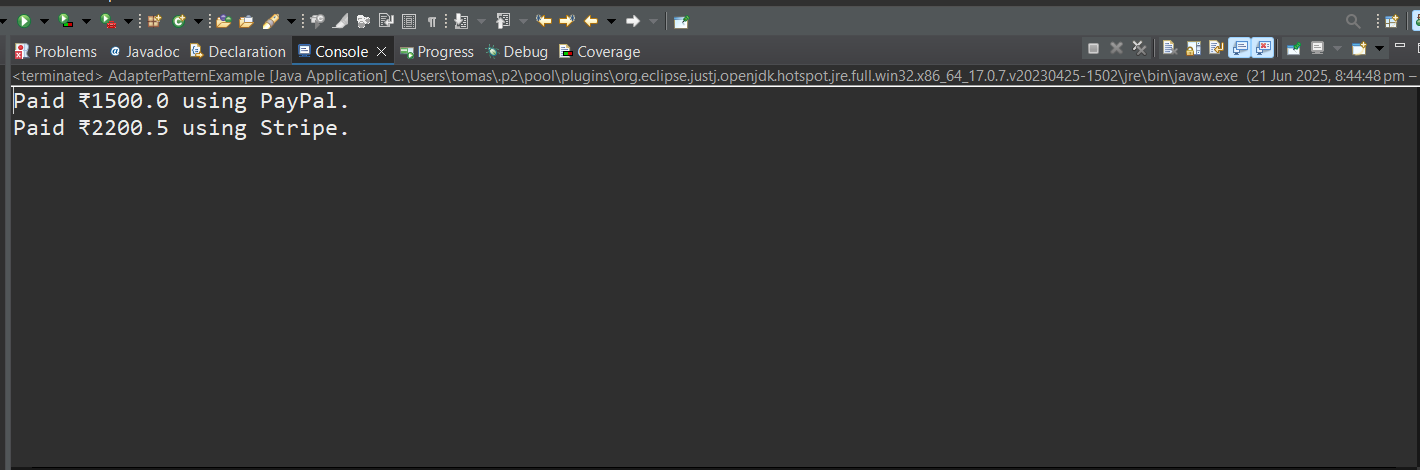 Problems Javadoc Declaration Console Progress Debug Coverage
<terminated> AdapterPatternExample [Java Application] C:\Users\tomas\.p2\pool\plugins\org.eclipse.justj.openjdk.hotspot.jre.full.win32.x86_64_17.0.7.v20230425-1502\jre\bin\javaw.exe (21 Jun 2025, 8:44:48 pm –
Paid ₹1500.0 using PayPal.
Paid ₹2200.5 using Stripe.